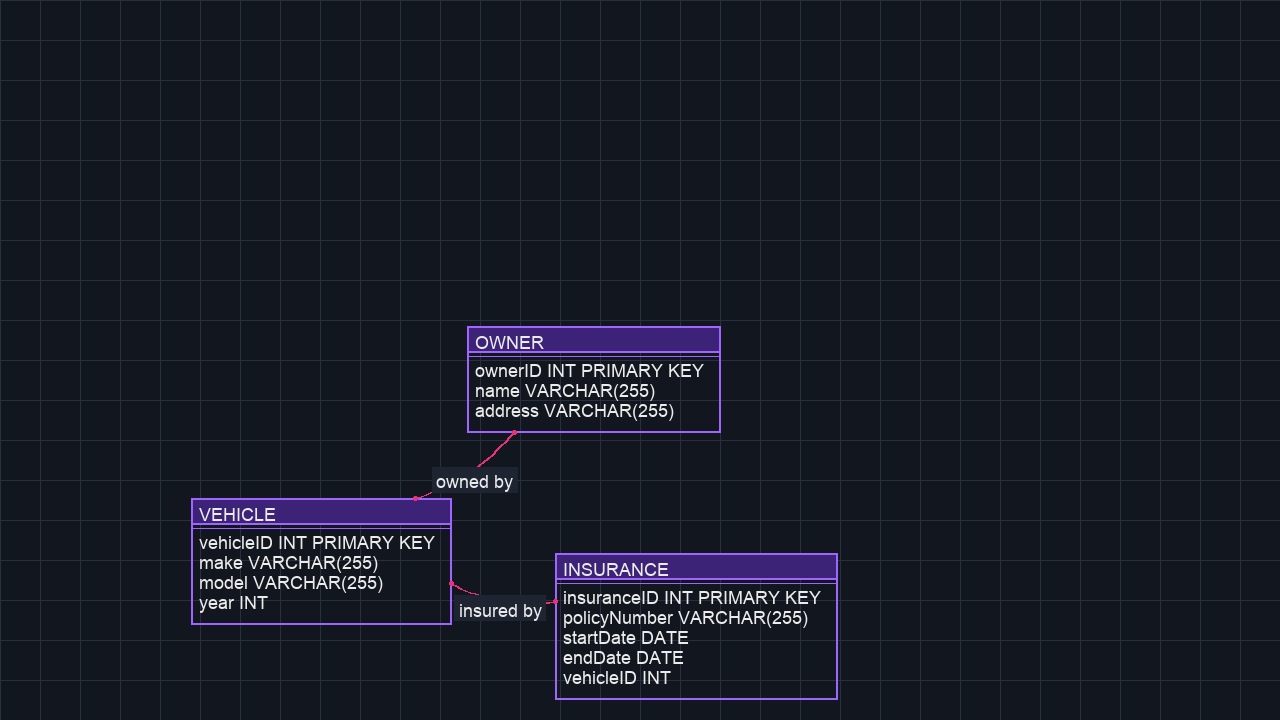 OWNER
ownerID INT PRIMARY KEY
name VARCHAR(255)
address VARCHAR(255)
owned by
VEHICLE
vehicleID INT PRIMARY KEY
make VARCHAR(255)
model VARCHAR(255)
year INT
insured by
INSURANCE
insuranceID INT PRIMARY KEY
policyNumber VARCHAR(255)
startDate DATE
endDate DATE
vehicleID INT